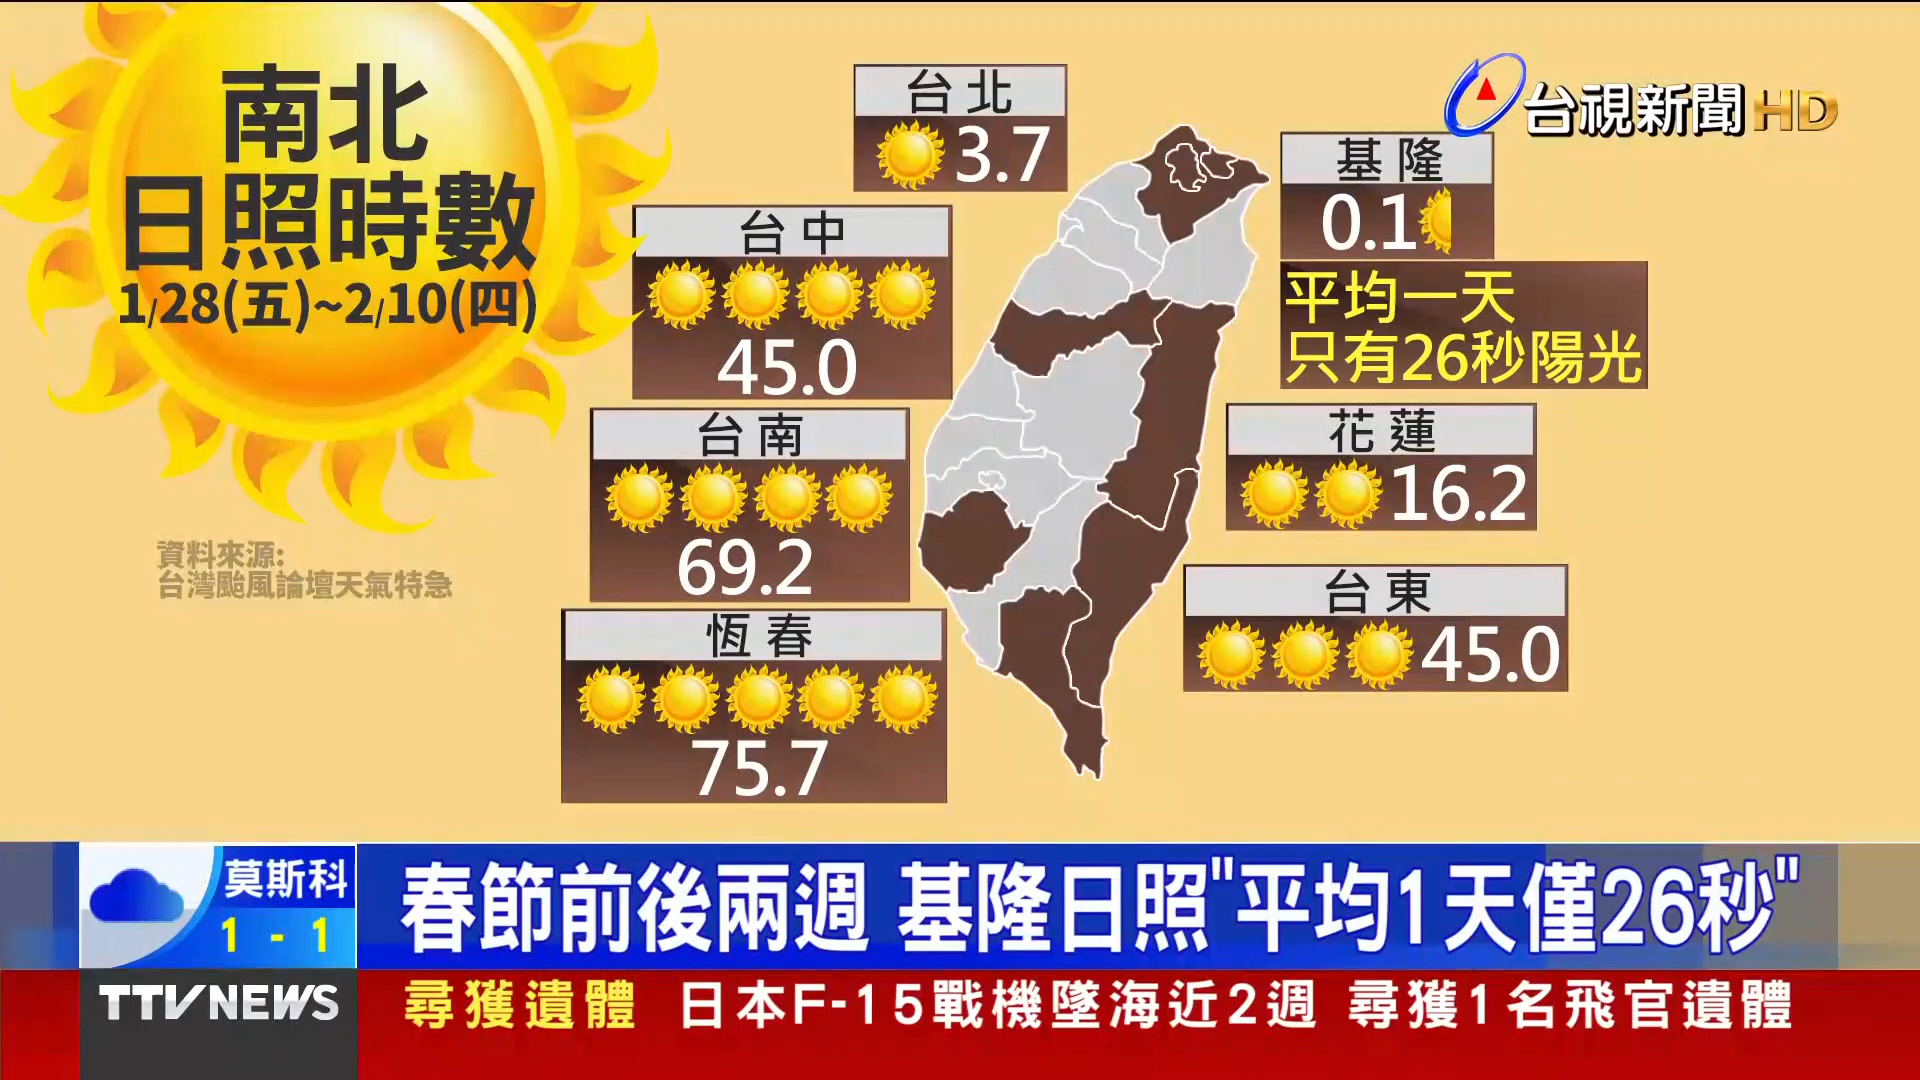 南北
日照時數
1/28(五)~2/10(四)
資料來源:
台灣颱風論壇天氣特急
台北
3.7
台視新聞HD
基隆
0.1
平均一天
只有26秒陽光
台中
45.0
台南
69.2
花蓮
16.2
恆春
75.7
台東
45.0
莫斯科
1 - 1
春節前後兩週 基隆日照"平均1天僅26秒"
TTV NEWS
尋獲遺體 日本F-15戰機墜海近2週 尋獲1名飛官遺體